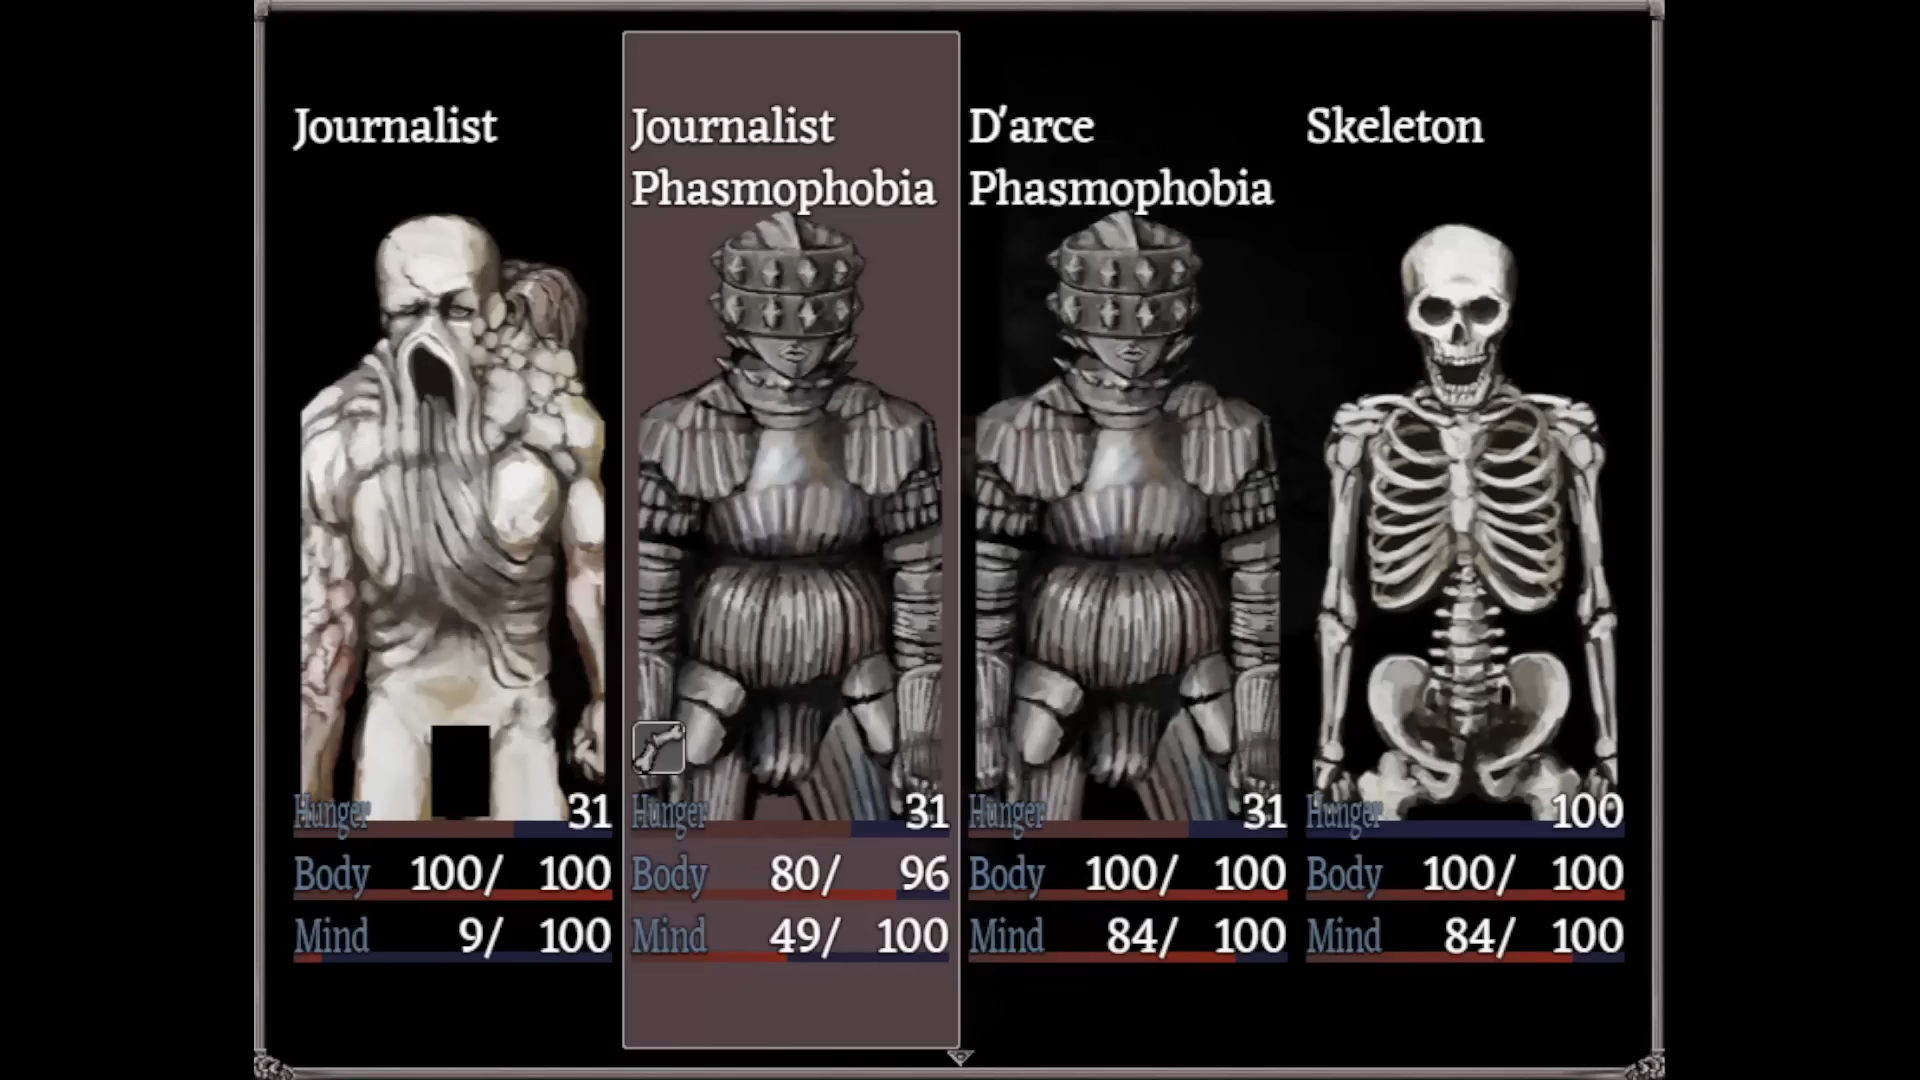 Journalist
Hunger 31
Body 100/ 100
Mind 9/ 100
Journalist
Phasmophobia
Hunger 31
Body 80/ 96
Mind 49/ 100
D'arce
Phasmophobia
Hunger 31
Body 100/ 100
Mind 84/ 100
Skeleton
Hunger 100
Body 100/ 100
Mind 84/ 100